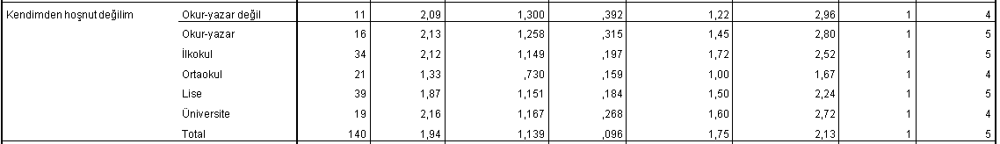 Kendimden hoşnut değilim Okur-yazar değil 11 2,09 1,300 ,392 1,22 2,96 1 4
Okur-yazar 16 2,13 1,258 ,315 1,45 2,80 1 5
İlkokul 34 2,12 1,149 ,197 1,72 2,52 1 5
Ortaokul 21 1,33 ,730 ,159 1,00 1,67 1 4
Lise 39 1,87 1,151 ,184 1,50 2,24 1 5
Üniversite 19 2,16 1,167 ,268 1,60 2,72 1 4
Total 140 1,94 1,139 ,096 1,75 2,13 1 5